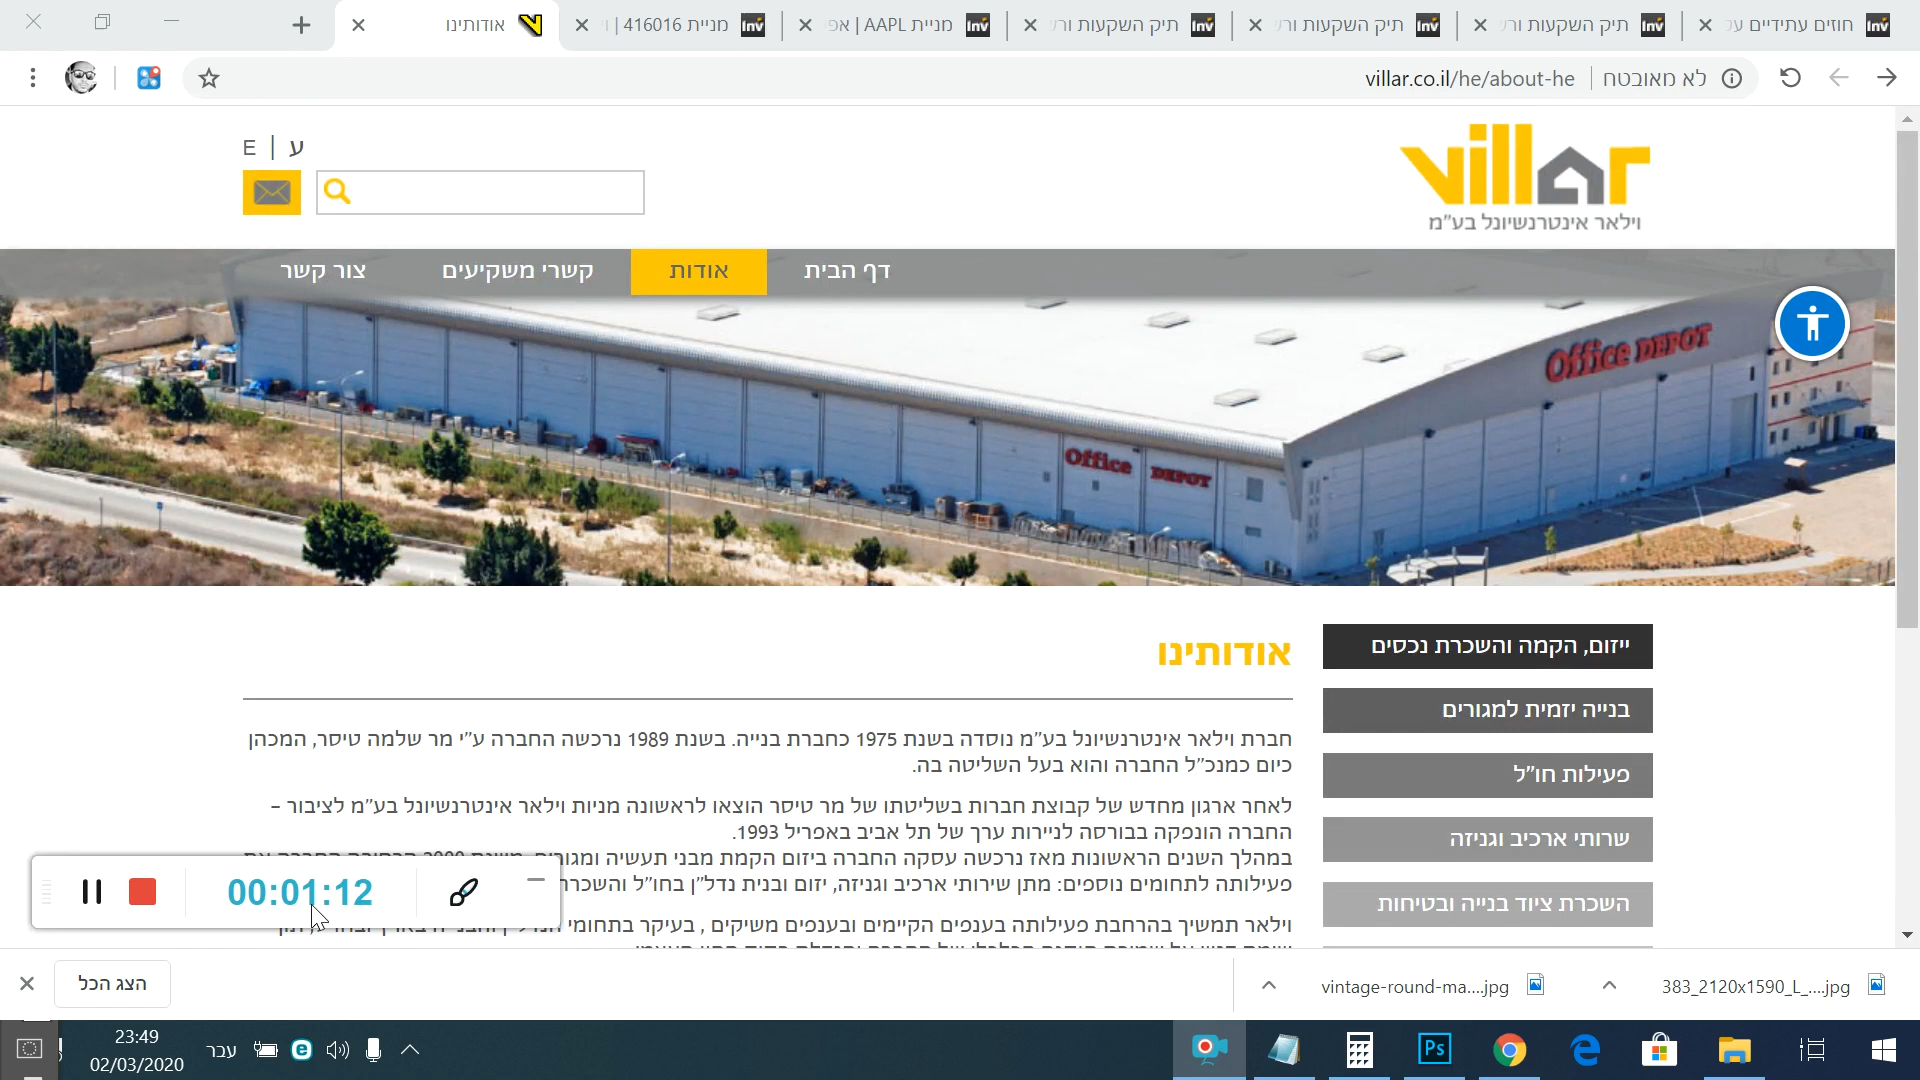 חוזים עתידיים על
תיק השקעות ור
תיק השקעות ור
תיק השקעות ור
מניית AAPL | אפ
מניית 416016 | וי
אודותינו
לא מאובטח
villar.co.il/he/about-he
E | ע
villar
וילאר אינטרנשיונל בע"מ
דף הבית
אודות
קשרי משקיעים
צור קשר
Office DEPOT
Office DEPOT
ייזום, הקמה והשכרת נכסים
בנייה יזמית למגורים
פעילות חו"ל
שרותי ארכיב וגניזה
השכרת ציוד בנייה ובטיחות
אודותינו
חברת וילאר אינטרנשיונל בע"מ נוסדה בשנת 1975 כחברת בנייה. בשנת 1989 נרכשה החברה ע"י מר שלמה טיסר, המכהן
כיום כמנכ"ל החברה והוא בעל השליטה בה.
לאחר ארגון מחדש של קבוצת חברות בשליטתו של מר טיסר הוצאו לראשונה מניות וילאר אינטרנשיונל בע"מ לציבור –
החברה הונפקה בבורסה לניירות ערך של תל אביב באפריל 1993.
במהלך השנים הראשונות מאז נרכשה עסקה החברה ביזום הקמת מבני תעשיה ומגורים.
פעילותה לתחומים נוספים: מתן שירותי ארכיב וגניזה, יזום ובנית נדל"ן בחו"ל והשכרת
וילאר תמשיך בהרחבת פעילותה בענפים הקיימים ובענפים משיקים , בעיקר בתחומי
00:01:12
הצג הכל
vintage-round-ma....jpg
383_2120x1590_L_....jpg
23:49
02/03/2020
עבר
Ps